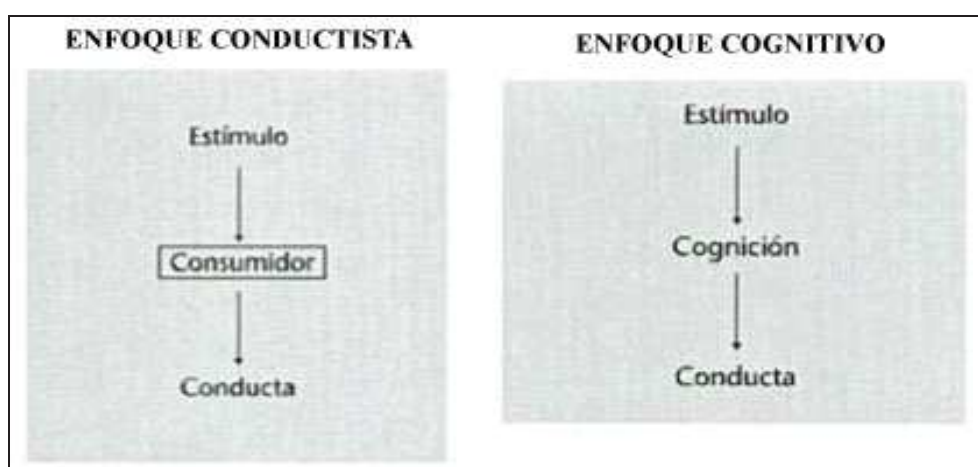 ENFOQUE CONDUCTISTA
Estímulo
Consumidor
Conducta
ENFOQUE COGNITIVO
Estímulo
Cognición
Conducta